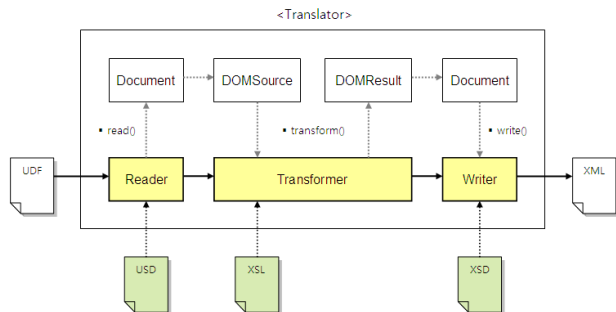 <Translator>
Document
DOMSource
DOMResult
Document
▪ read()
▪ transform()
▪ write()
UDF
Reader
Transformer
Writer
XML
USD
XSL
XSD